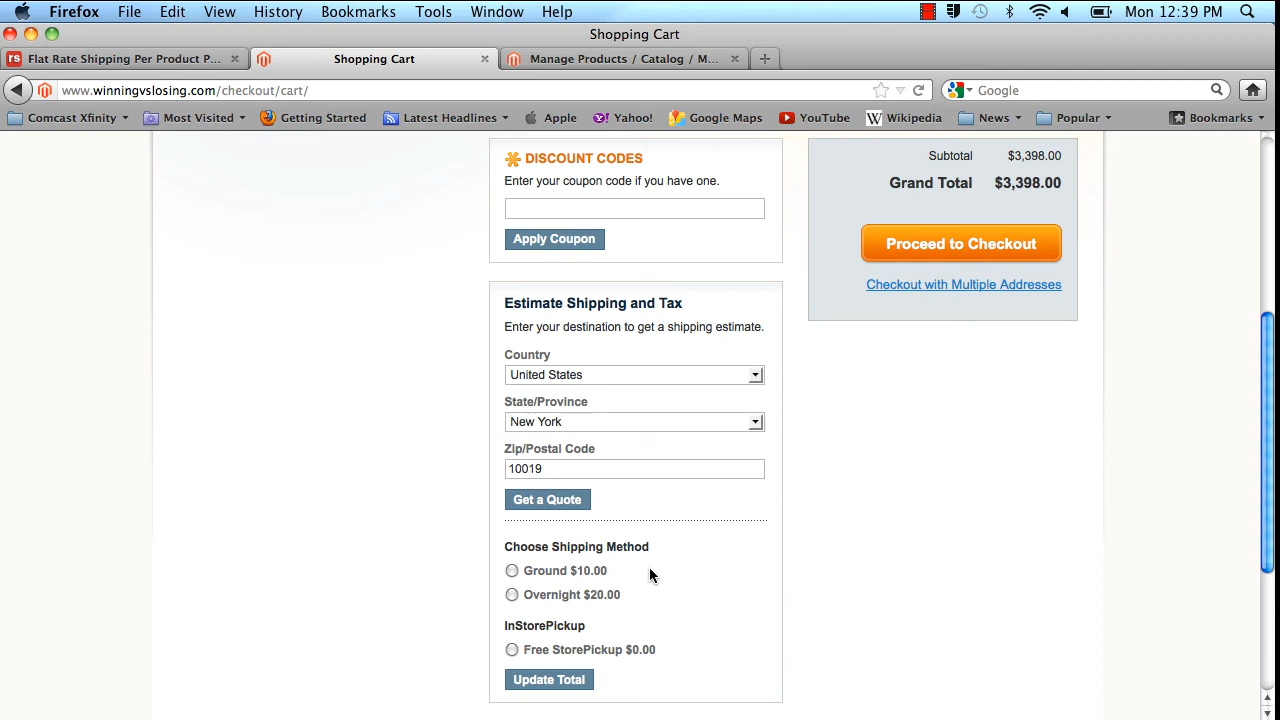 Firefox File Edit View History Bookmarks Tools Window Help Mon 12:39 PM
Shopping Cart
Flat Rate Shipping Per Product P... Shopping Cart Manage Products / Catalog / M...
www.winningvslosing.com/checkout/cart/ Google
Comcast Xfinity Most Visited Getting Started Latest Headlines Apple Yahoo! Google Maps YouTube Wikipedia News Popular Bookmarks
DISCOUNT CODES
Enter your coupon code if you have one.
Apply Coupon
Subtotal $3,398.00
Grand Total $3,398.00
Proceed to Checkout
Checkout with Multiple Addresses
Estimate Shipping and Tax
Enter your destination to get a shipping estimate.
Country
United States
State/Province
New York
Zip/Postal Code
10019
Get a Quote
Choose Shipping Method
Ground $10.00
Overnight $20.00
InStorePickup
Free StorePickup $0.00
Update Total